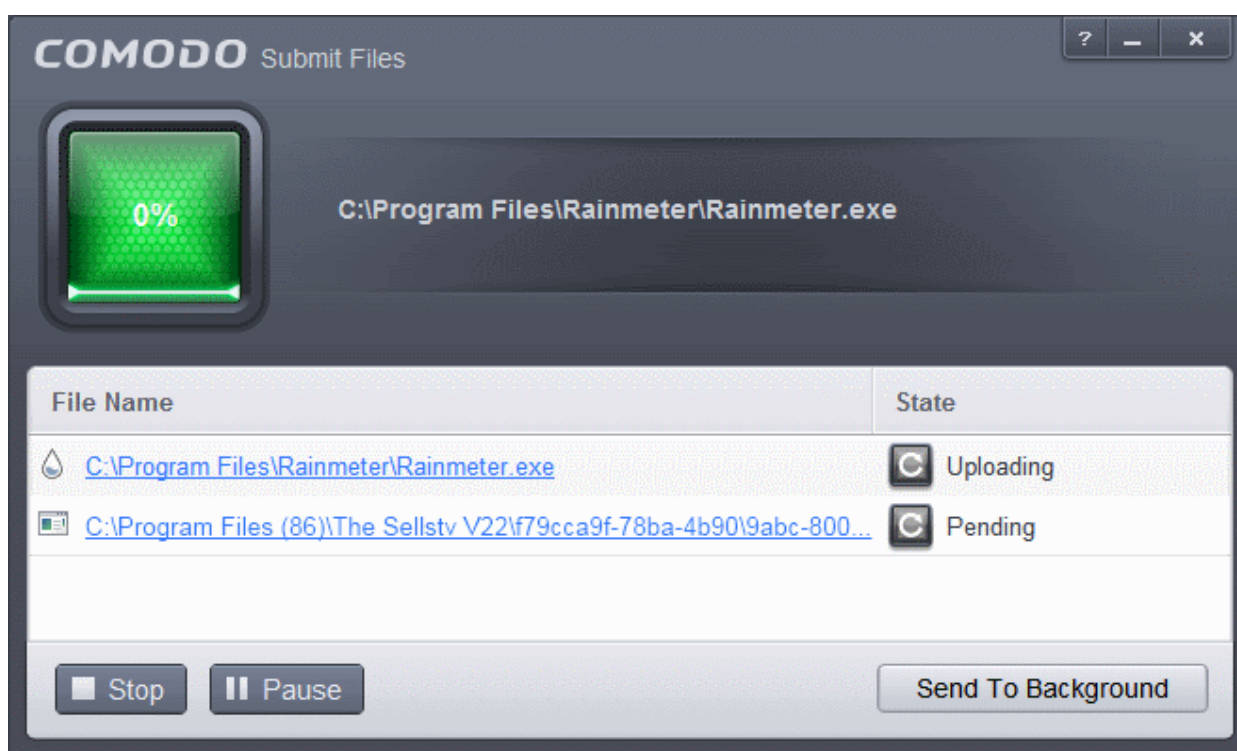 COMODO Submit Files
? – ×
0%
C:\Program Files\Rainmeter\Rainmeter.exe
File Name State
C:\Program Files\Rainmeter\Rainmeter.exe Uploading
C:\Program Files (86)\The Sellstv V22\f79cca9f-78ba-4b90\9abc-800... Pending
Stop Pause Send To Background